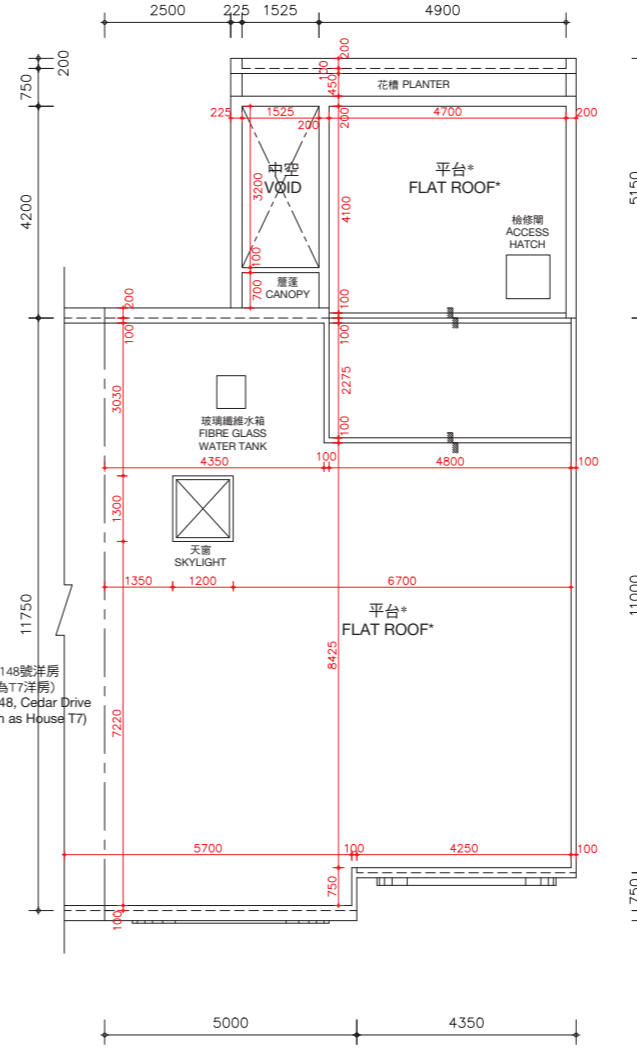 2500 225 1525 4900
200
750
200
100
450
花槽 PLANTER
225 1525 200 200 4700 200
中空
VOID
3200
平台*
FLAT ROOF*
4200
4100
5150
檢修閘
ACCESS
HATCH
100
700
簷蓬
CANOPY
200
100
100
100
3030
2275
玻璃纖維水箱
FIBRE GLASS
WATER TANK
100
4350 100 4800 100
1300
天窗
SKYLIGHT
1350 1200 6700
11750
11000
平台*
FLAT ROOF*
8425
148號洋房
為T7洋房)
48, Cedar Drive
n as House T7)
7220
5700 100 4250 100
750
750
100
5000 4350